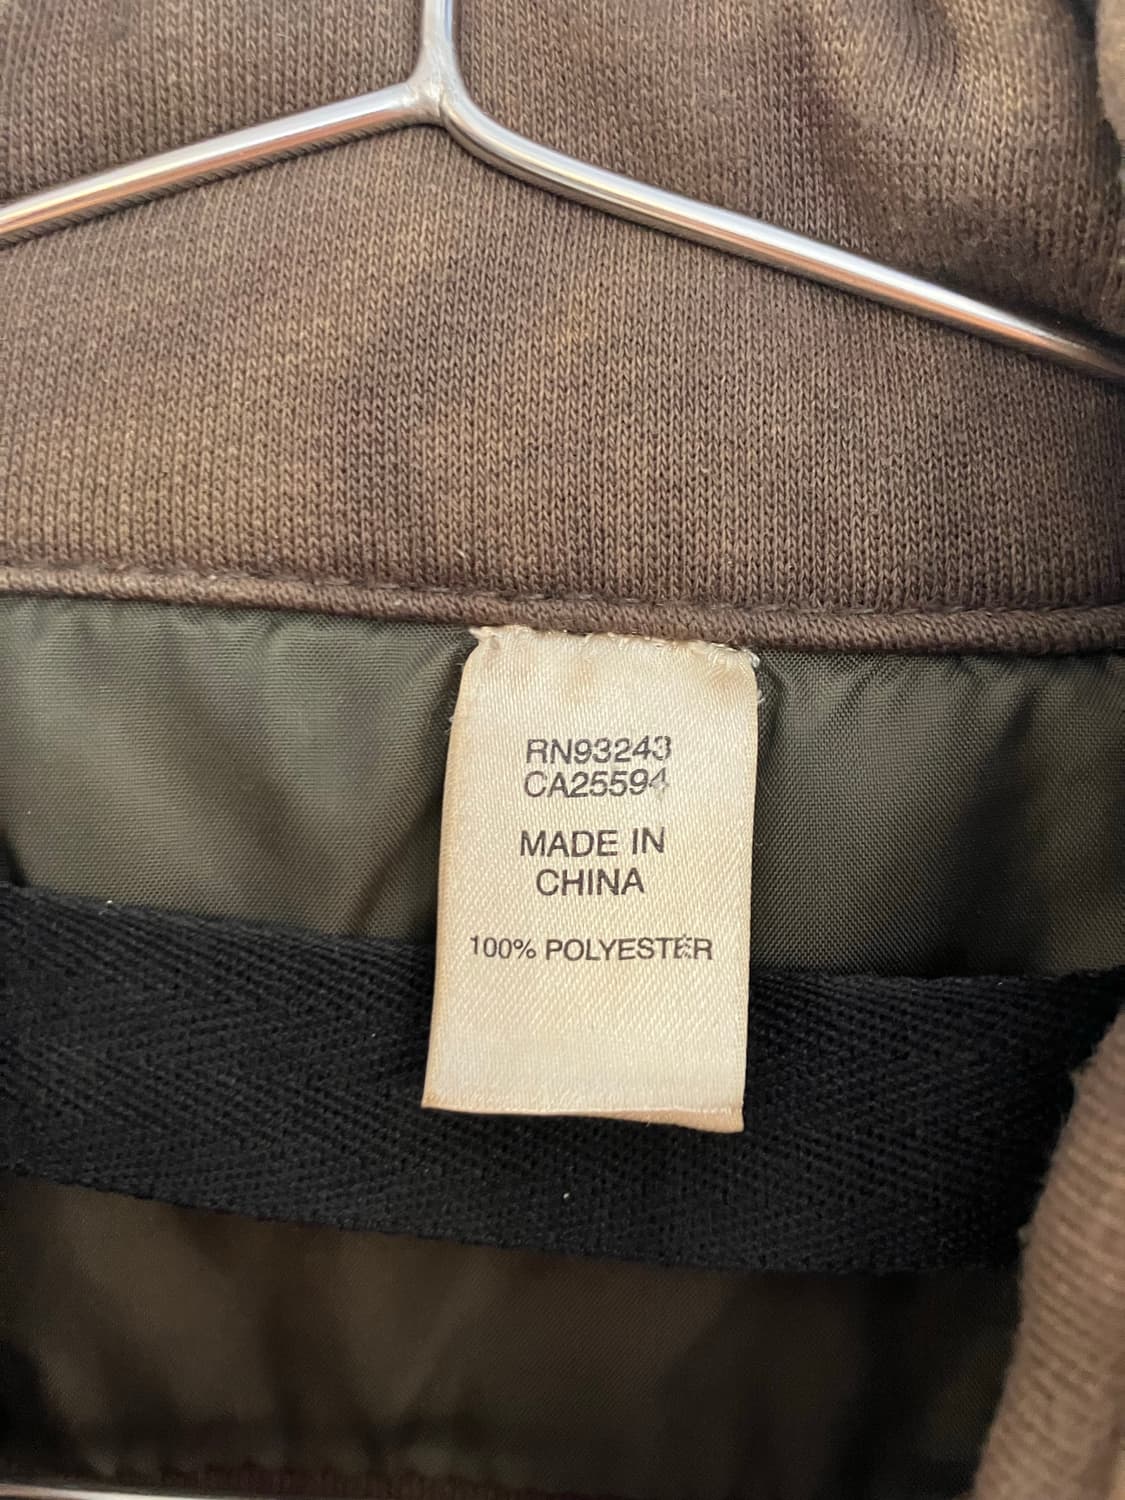 RN93243
CA25594
MADE IN
CHINA
100% POLYESTER